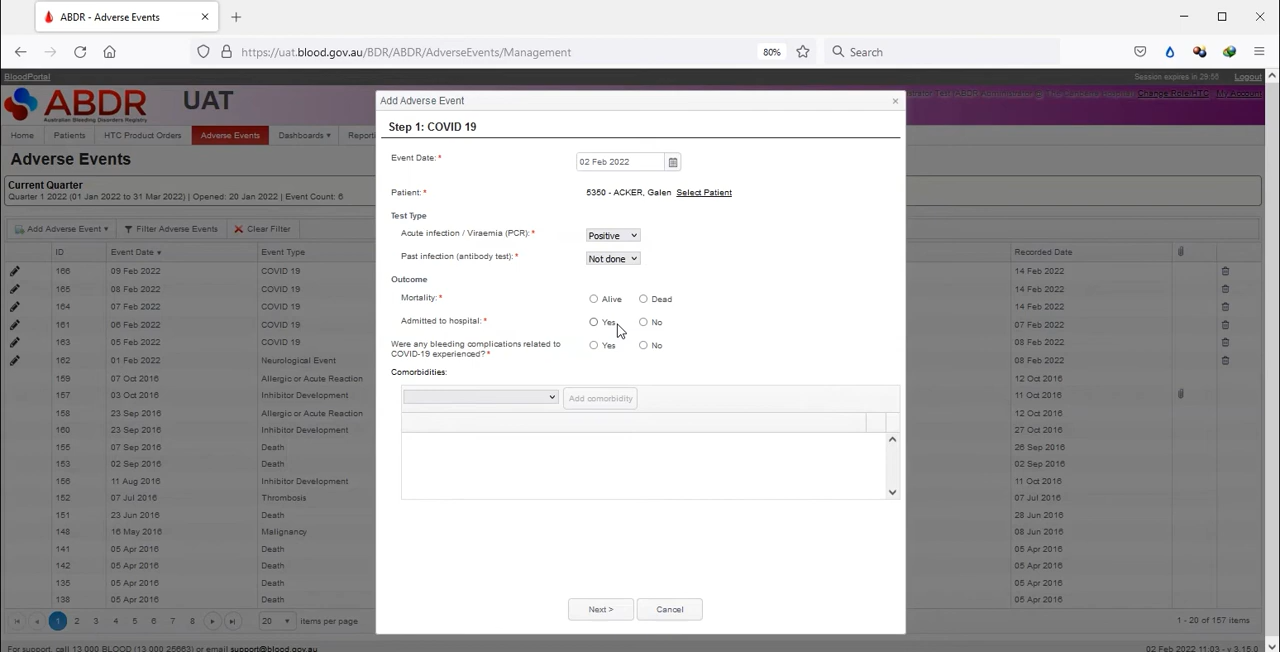 ABDR - Adverse Events
https://uat.blood.gov.au/BDR/ABDR/AdverseEvents/Management
80%
Search
BloodPortal
Session expires in 29:58
Logout
ABDR
Australian Bleeding Disorders Registry
UAT
Change Role/HTC
My Account
Home
Patients
HTC Product Orders
Adverse Events
Dashboards
Adverse Events
Current Quarter
Quarter 1 2022 (01 Jan 2022 to 31 Mar 2022) | Opened: 20 Jan 2022 | Event Count: 6
Add Adverse Event
Filter Adverse Events
Clear Filter
ID Event Date Event Type Recorded Date
166 09 Feb 2022 COVID 19 14 Feb 2022
165 08 Feb 2022 COVID 19 14 Feb 2022
164 07 Feb 2022 COVID 19 14 Feb 2022
161 06 Feb 2022 COVID 19 07 Feb 2022
163 05 Feb 2022 COVID 19 08 Feb 2022
162 01 Feb 2022 Neurological Event 08 Feb 2022
159 07 Oct 2016 Allergic or Acute Reaction 12 Oct 2016
157 03 Oct 2016 Inhibitor Development 11 Oct 2016
158 23 Sep 2016 Allergic or Acute Reaction 12 Oct 2016
160 23 Sep 2016 Inhibitor Development 27 Oct 2016
155 07 Sep 2016 Death 26 Sep 2016
153 02 Sep 2016 Death 02 Sep 2016
156 11 Aug 2016 Inhibitor Development 11 Oct 2016
152 07 Jul 2016 Thrombosis 07 Jul 2016
151 23 Jun 2016 Death 28 Jun 2016
148 16 May 2016 Malignancy 28 Jun 2016
141 05 Apr 2016 Death 05 Apr 2016
142 05 Apr 2016 Death 05 Apr 2016
135 05 Apr 2016 Death 05 Apr 2016
138 05 Apr 2016 Death 05 Apr 2016
1 2 3 4 5 6 7 8 20 items per page
1 - 20 of 157 items
For support, call 13 000 BLOOD (13 000 25663) or email support@blood.gov.au
02 Feb 2022 11:03 - v 3.15.0
Add Adverse Event
Step 1: COVID 19
Event Date:* 02 Feb 2022
Patient:* 5350 - ACKER, Galen Select Patient
Test Type
Acute infection / Viraemia (PCR):* Positive
Past infection (antibody test):* Not done
Outcome
Mortality:* Alive Dead
Admitted to hospital:* Yes No
Were any bleeding complications related to
COVID-19 experienced?* Yes No
Comorbidities:
Add comorbidity
Next >
Cancel